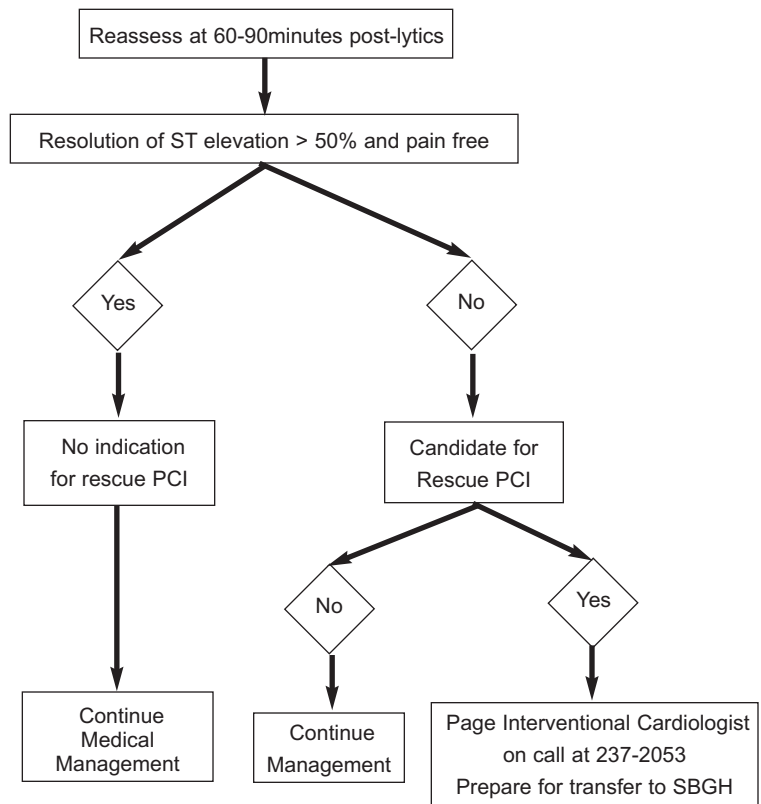 Reassess at 60-90minutes post-lytics
Resolution of ST elevation > 50% and pain free
Yes
No
No indication
for rescue PCI
Candidate for
Rescue PCI
No
Yes
Continue
Medical
Management
Continue
Management
Page Interventional Cardiologist
on call at 237-2053
Prepare for transfer to SBGH